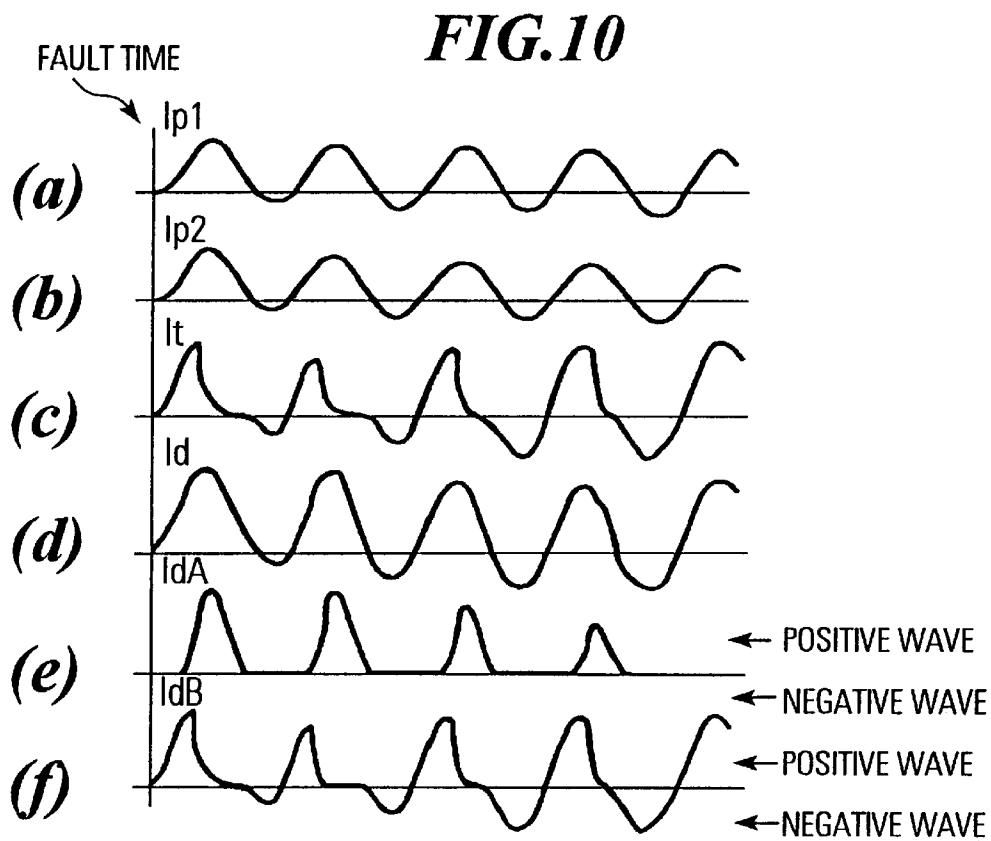 FIG.10
FAULT TIME
Ip1
(a)
Ip2
(b)
It
(c)
Id
(d)
IdA
POSITIVE WAVE
(e)
NEGATIVE WAVE
IdB
POSITIVE WAVE
(f)
NEGATIVE WAVE